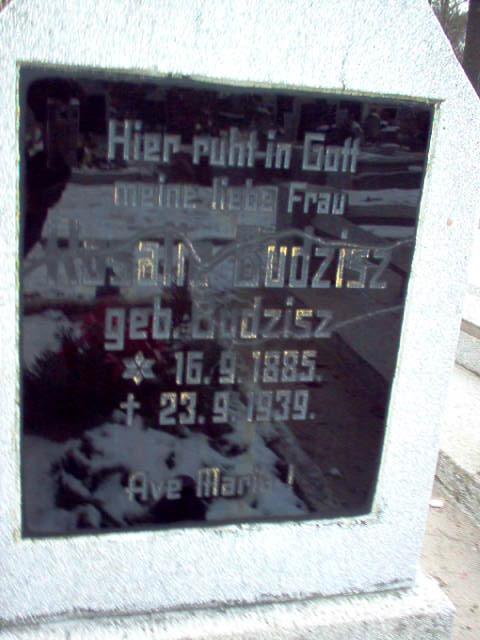 Hier ruht in Gott
meine liebe Frau
Budzisz
geb. Budzisz
16.9.1885.
† 23.9.1939.
Ave Maria!